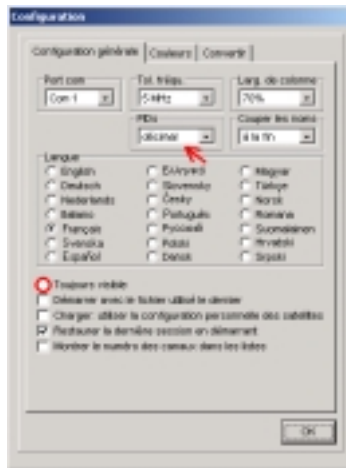 Configuration
Configuration générale Couleurs Convertir
Port com Tol. fréqu. Larg. de colonne
Com 1 5 MHz 70%
PIDs Couper les noms
décimal à la fin
Langue
English Ελληνικά Magyar
Deutsch Slovensky Türkçe
Nederlands Česky Norsk
Italiano Português Romana
Français Русский Suomalainen
Svenska Polski Hrvatski
Español Dansk Srpski
Toujours visible
Démarrer avec le fichier utilisé le dernier
Charger: utiliser la configuration personnelle des satellites
Restaurer la dernière session en démarrant
Montrer le numéro des canaux dans les listes
OK